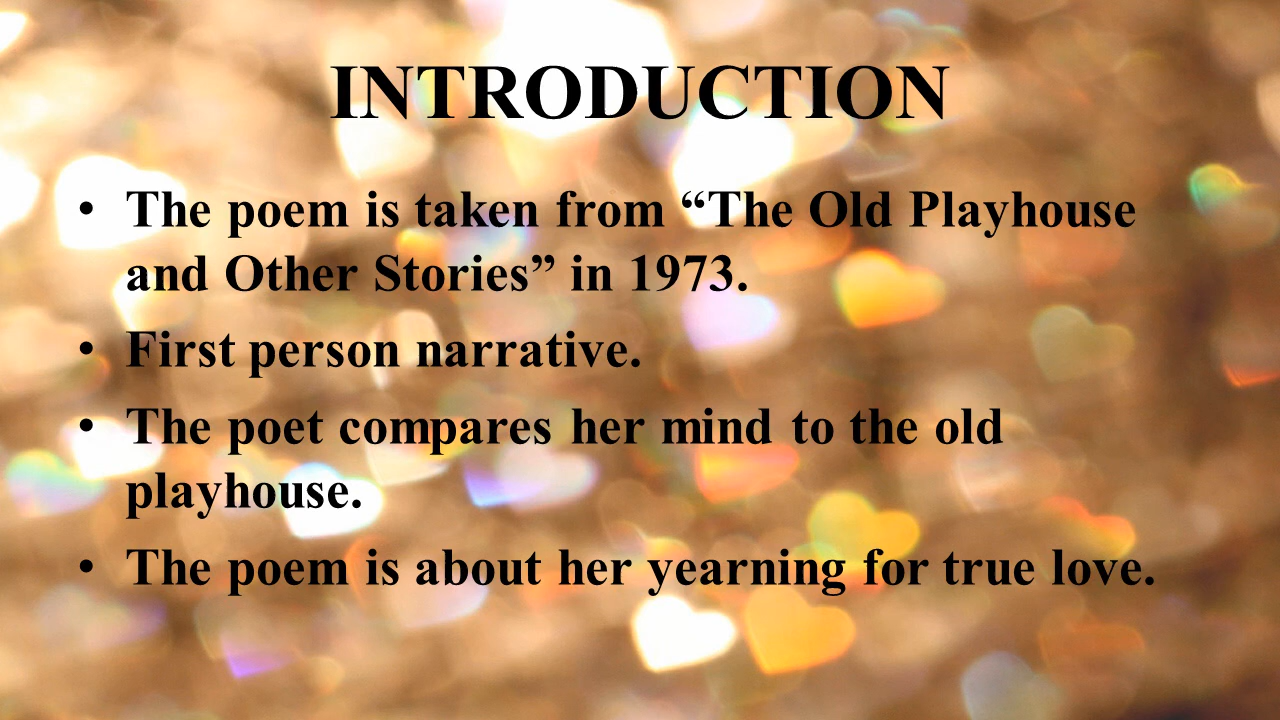 INTRODUCTION
• The poem is taken from “The Old Playhouse
and Other Stories” in 1973.
• First person narrative.
• The poet compares her mind to the old
playhouse.
• The poem is about her yearning for true love.